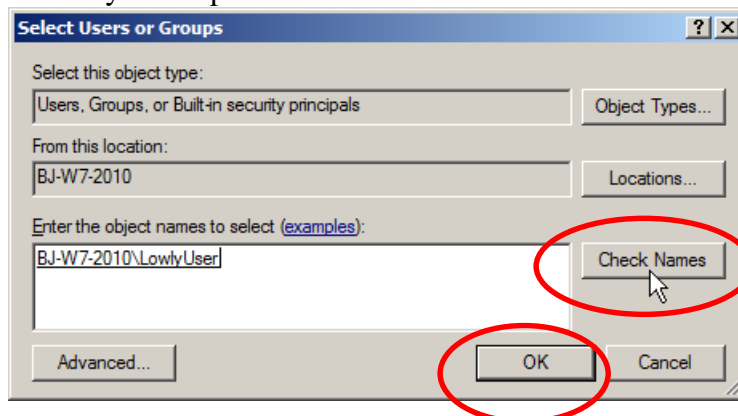 Select Users or Groups
Select this object type:
Users, Groups, or Built-in security principals
Object Types...
From this location:
BJ-W7-2010
Locations...
Enter the object names to select (examples):
BJ-W7-2010\LowlyUser
Check Names
Advanced...
OK
Cancel